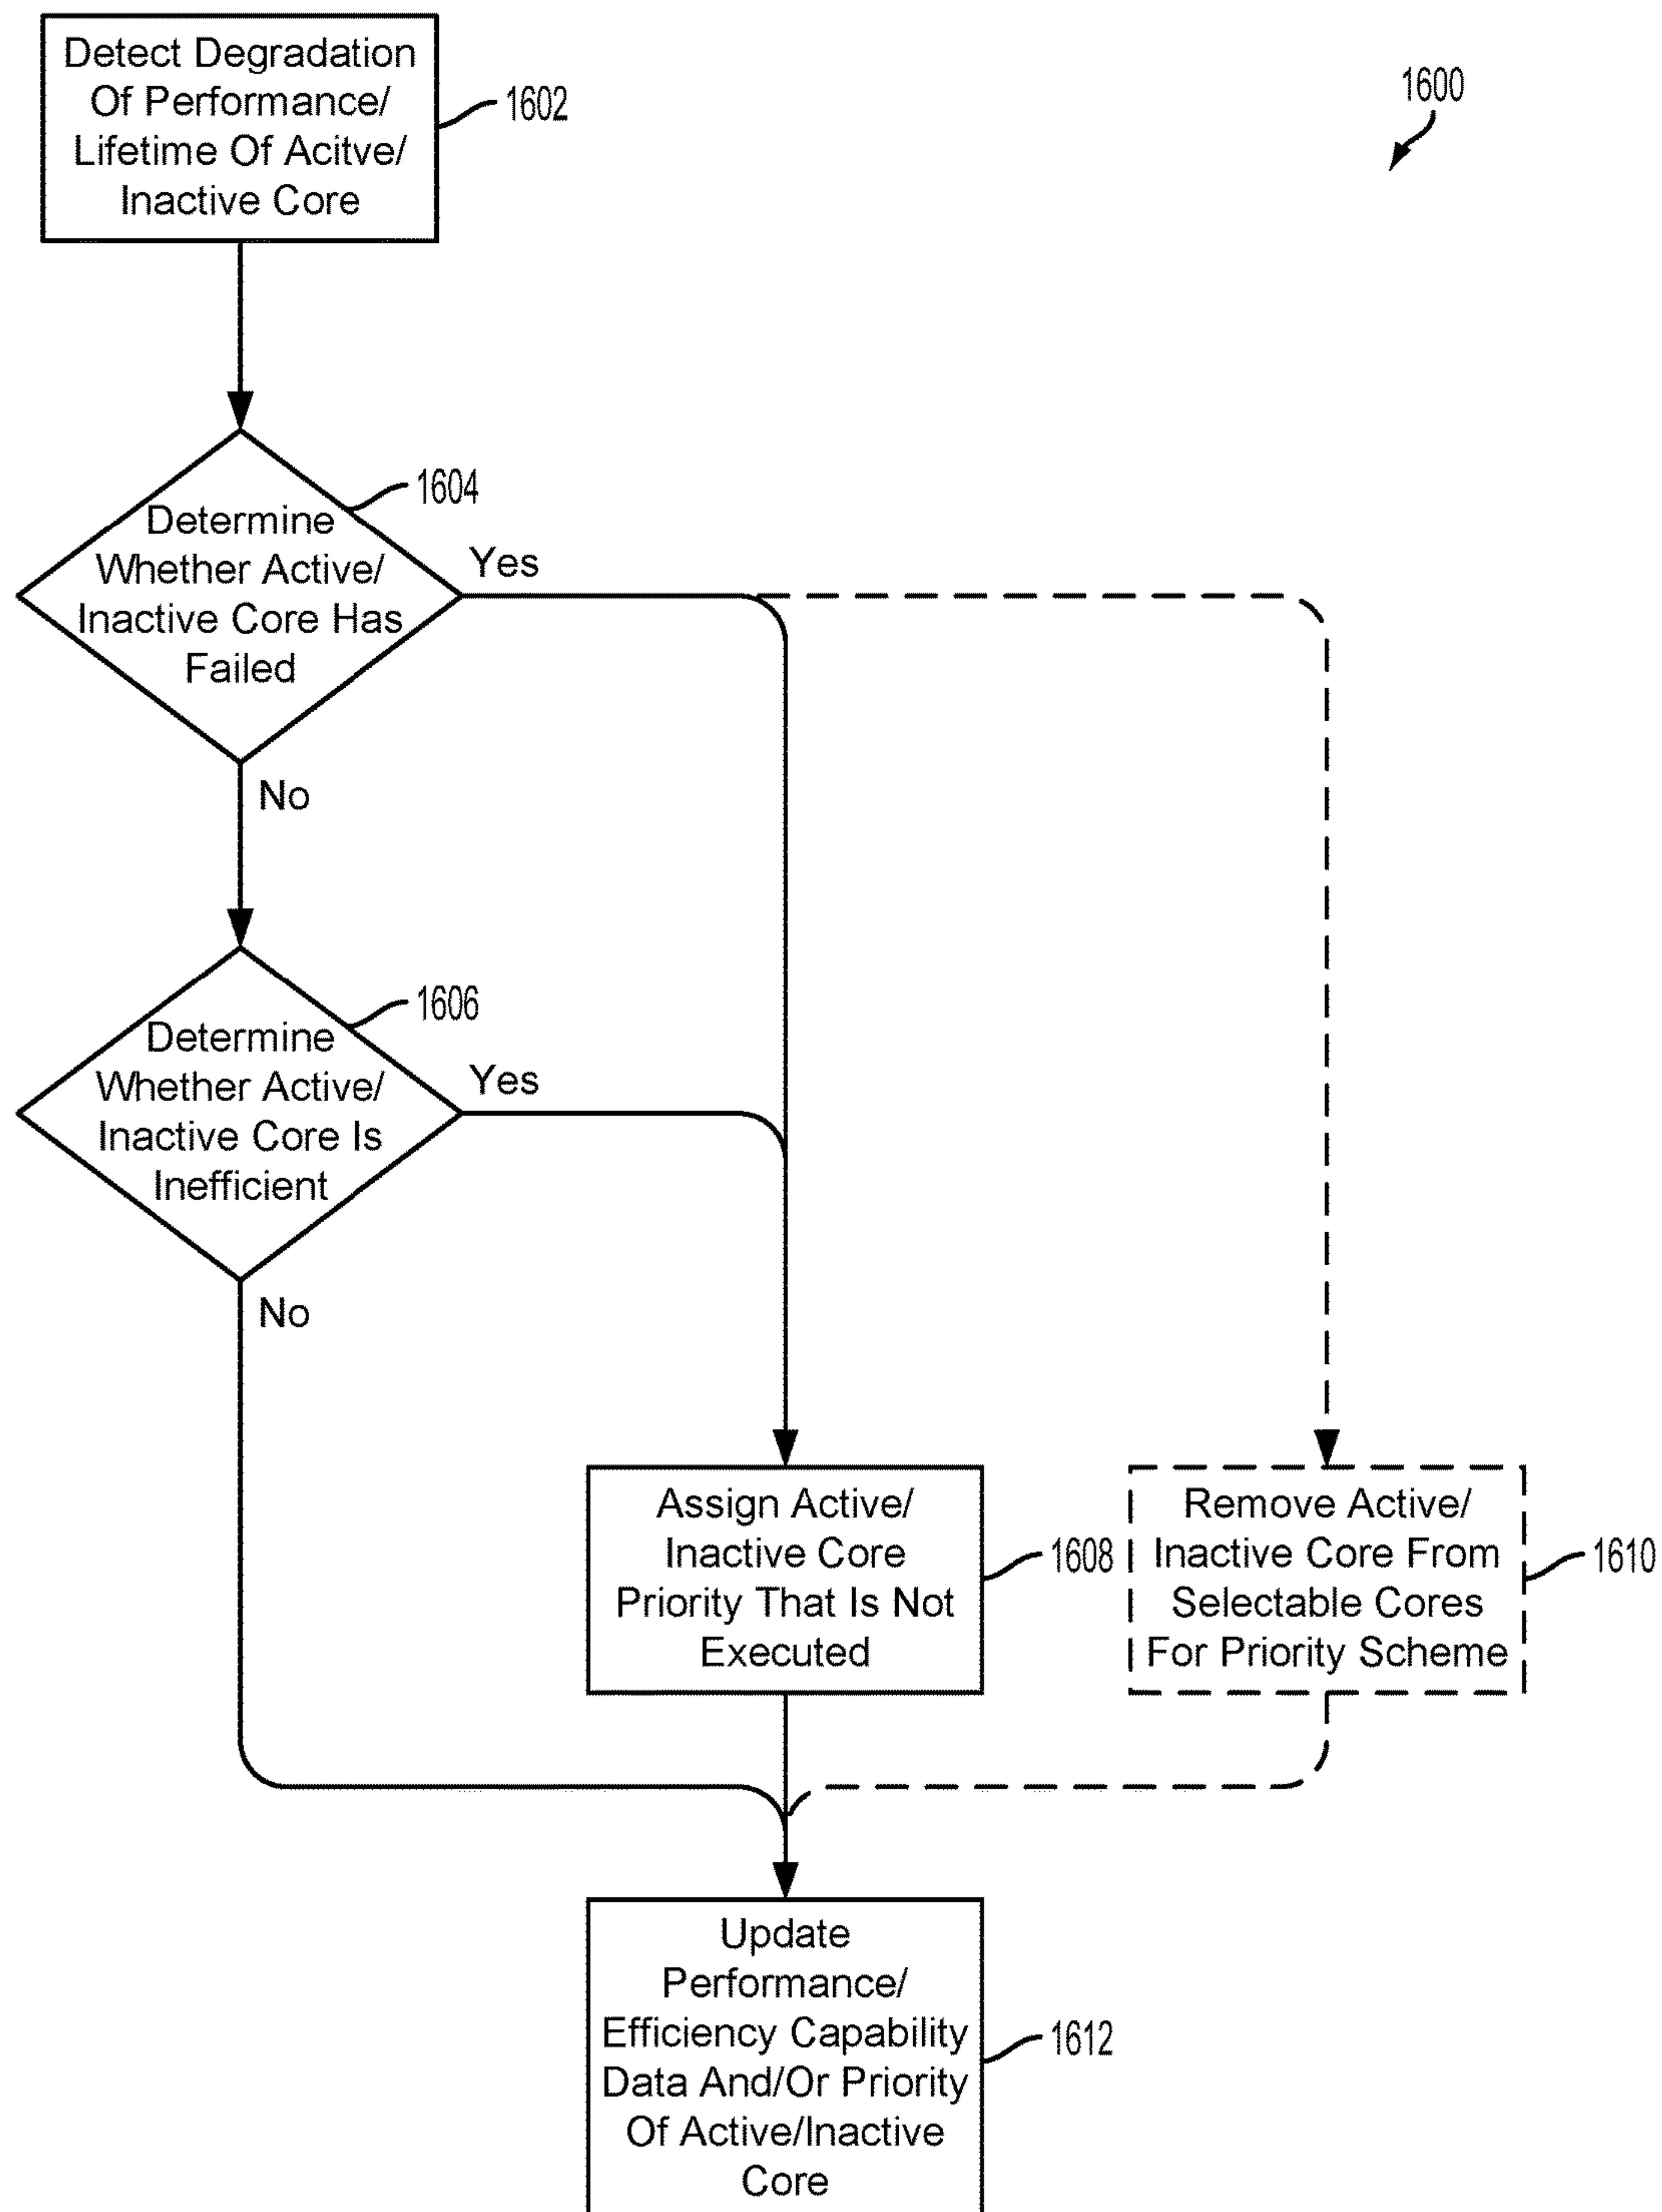 Detect Degradation
Of Performance/
Lifetime Of Acitve/
Inactive Core
1602
1600
1604
Determine
Whether Active/
Inactive Core Has
Failed
Yes
No
1606
Determine
Whether Active/
Inactive Core Is
Inefficient
Yes
No
Assign Active/
Inactive Core
Priority That Is Not
Executed
1608
Remove Active/
Inactive Core From
Selectable Cores
For Priority Scheme
1610
Update
Performance/
Efficiency Capability
Data And/Or Priority
Of Active/Inactive
Core
1612